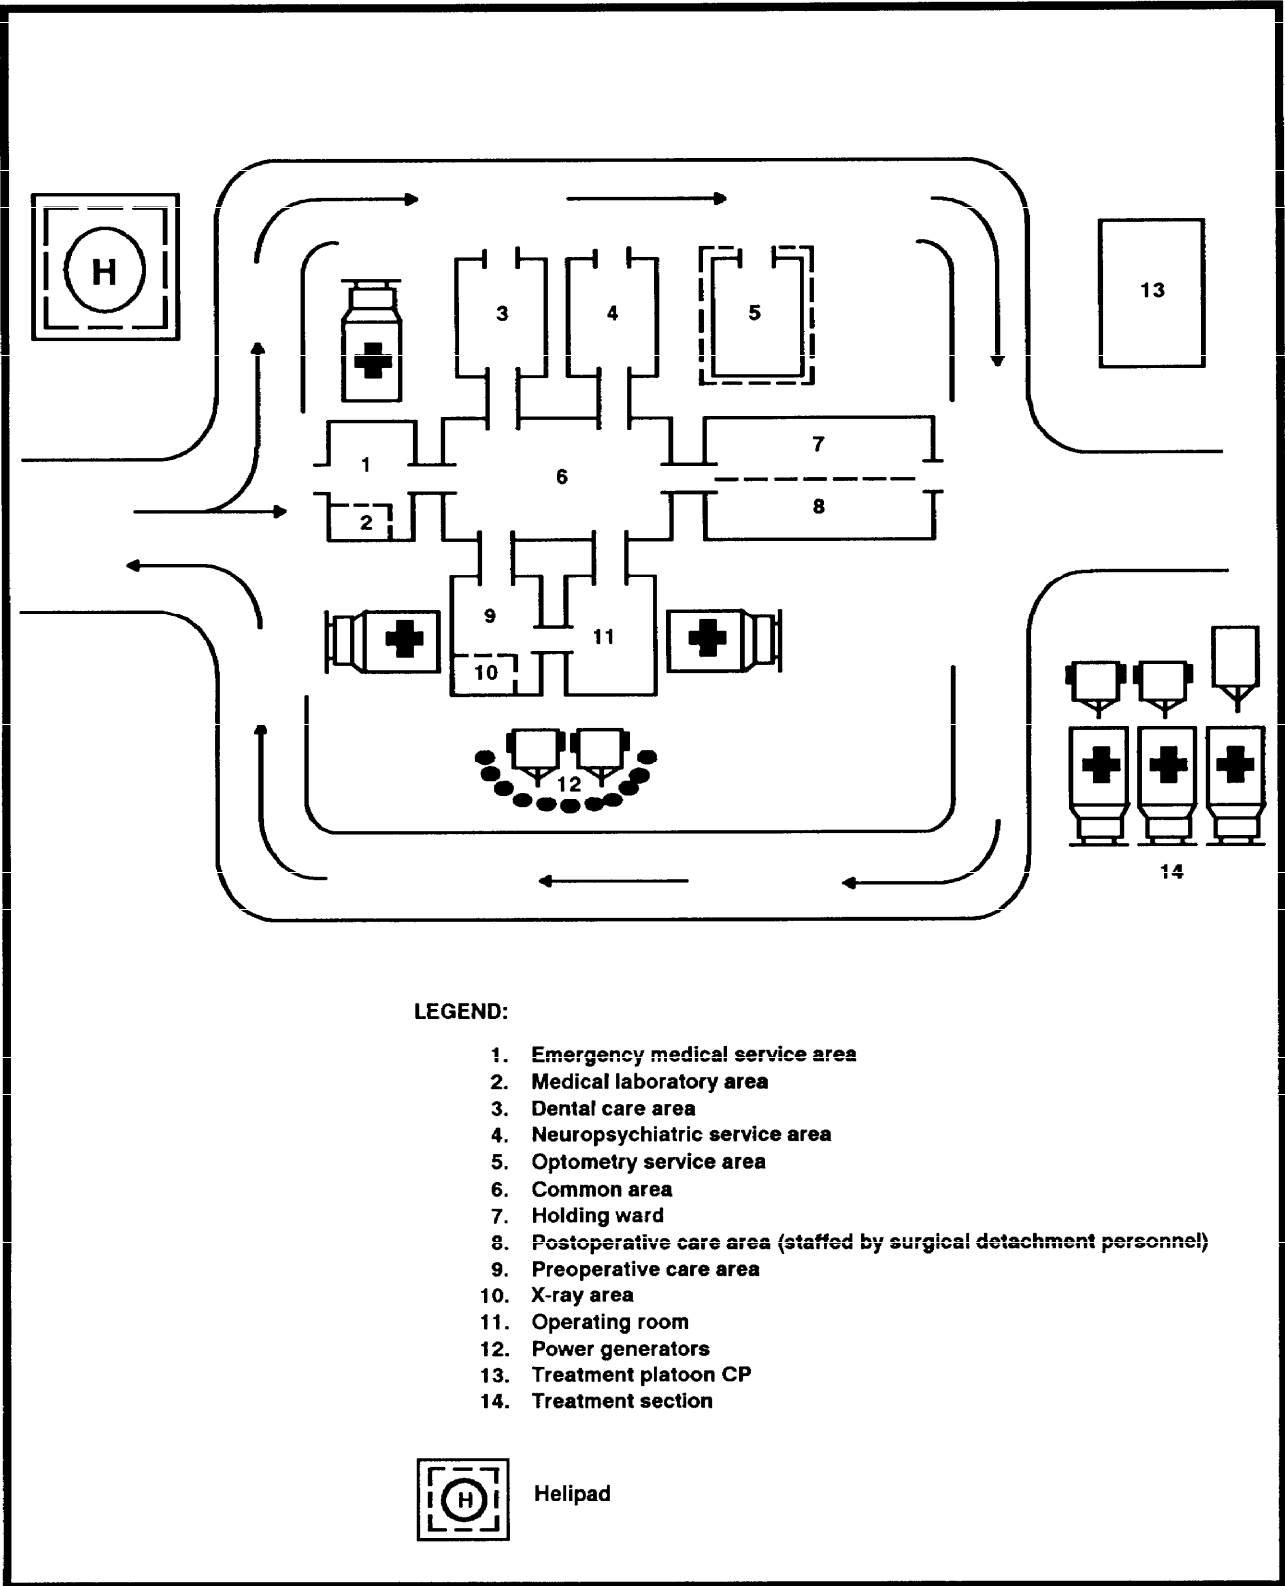 H
13
3
4
5
1
2
6
7
8
9
10
11
12
14
LEGEND:
1. Emergency medical service area
2. Medical laboratory area
3. Dental care area
4. Neuropsychiatric service area
5. Optometry service area
6. Common area
7. Holding ward
8. Postoperative care area (staffed by surgical detachment personnel)
9. Preoperative care area
10. X-ray area
11. Operating room
12. Power generators
13. Treatment platoon CP
14. Treatment section
H Helipad